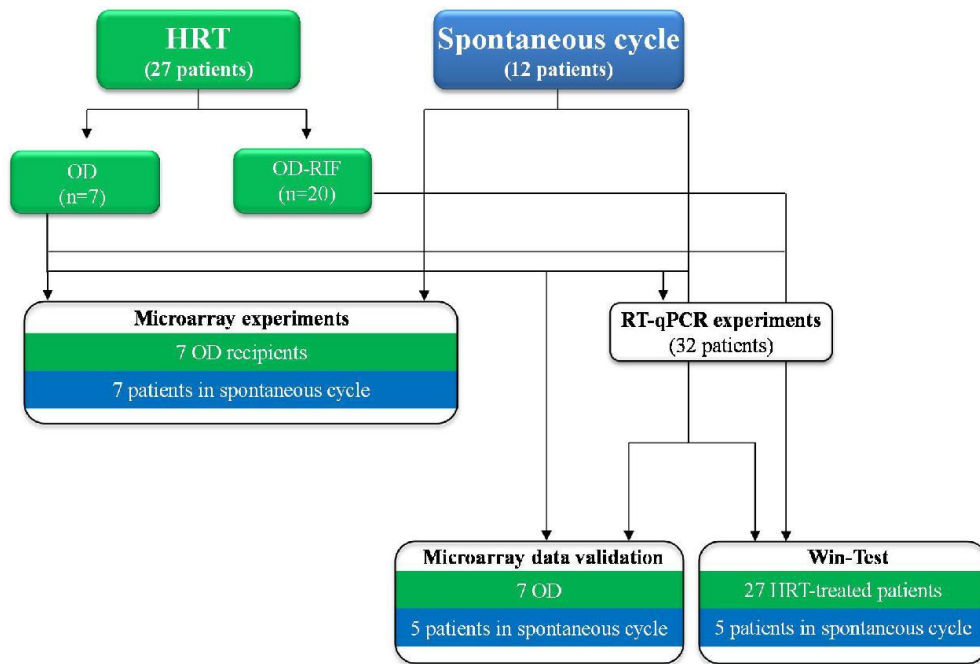 HRT
(27 patients)
Spontaneous cycle
(12 patients)
OD
(n=7)
OD-RIF
(n=20)
Microarray experiments
7 OD recipients
7 patients in spontaneous cycle
RT-qPCR experiments
(32 patients)
Microarray data validation
7 OD
5 patients in spontaneous cycle
Win-Test
27 HRT-treated patients
5 patients in spontaneous cycle